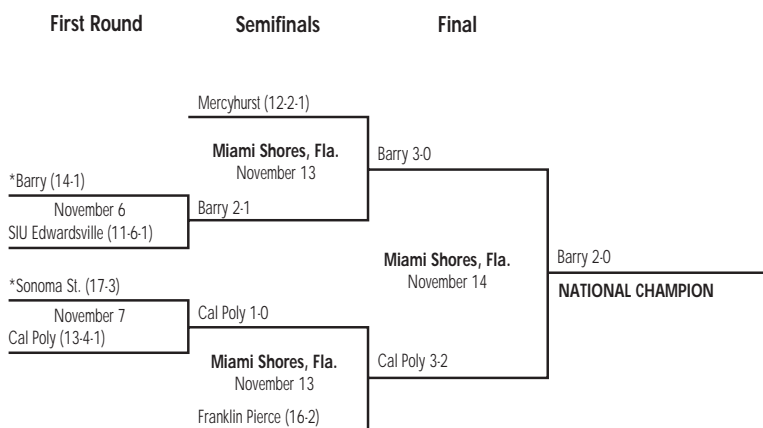 First Round
Semifinals
Final
Mercyhurst (12-2-1)
Miami Shores, Fla.
November 13
Barry 3-0
*Barry (14-1)
November 6
Barry 2-1
SIU Edwardsville (11-6-1)
Miami Shores, Fla.
November 14
Barry 2-0
NATIONAL CHAMPION
*Sonoma St. (17-3)
November 7
Cal Poly 1-0
Cal Poly (13-4-1)
Miami Shores, Fla.
November 13
Cal Poly 3-2
Franklin Pierce (16-2)